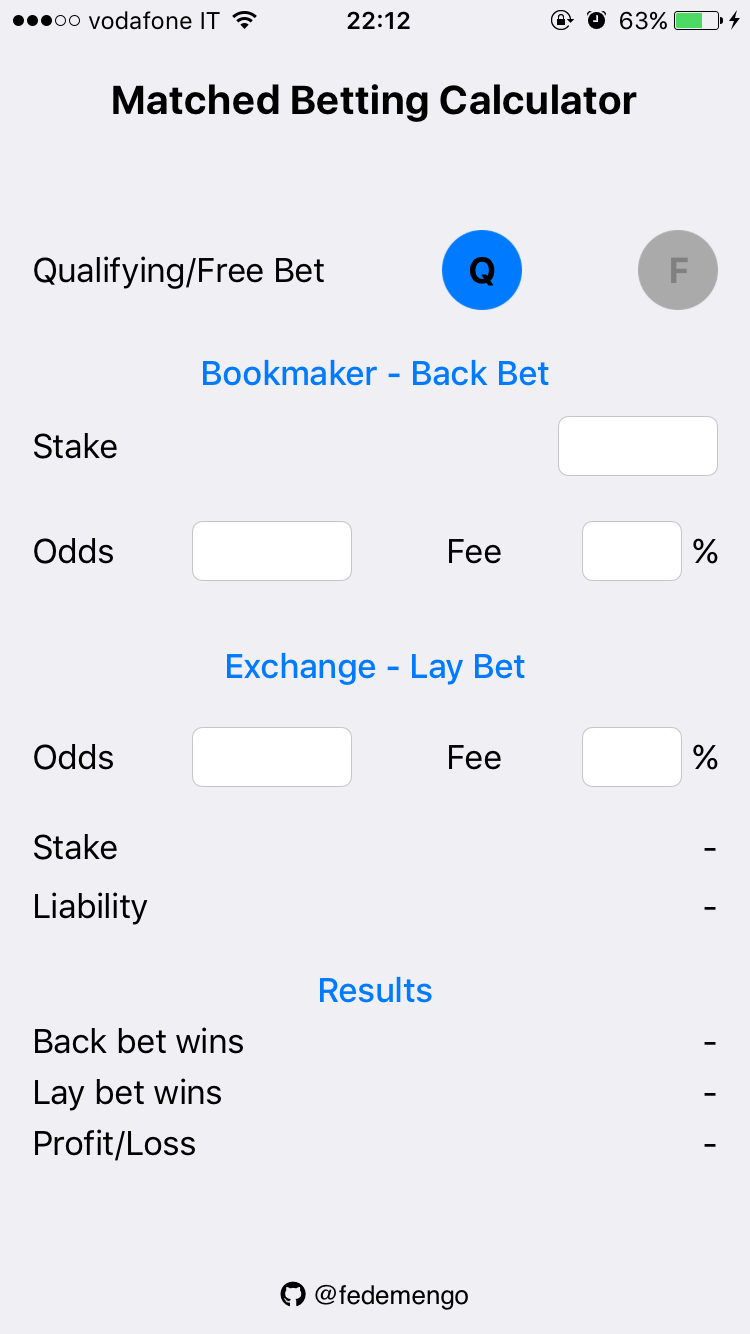 vodafone IT 22:12 63%
Matched Betting Calculator
Qualifying/Free Bet Q F
Bookmaker - Back Bet
Stake
Odds Fee %
Exchange - Lay Bet
Odds Fee %
Stake -
Liability -
Results
Back bet wins -
Lay bet wins -
Profit/Loss -
@fedemengo